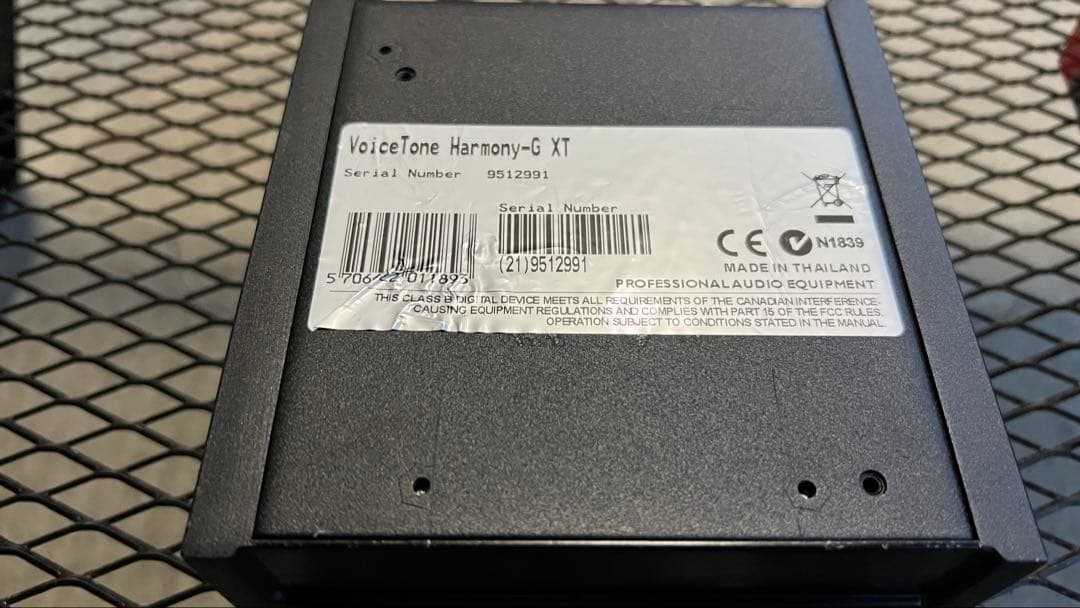 VoiceTone Harmony-G XT
Serial Number 9512991
Serial Number
(21)9512991
CE N1839
MADE IN THAILAND
PROFESSIONAL AUDIO EQUIPMENT
THIS CLASS B DIGITAL DEVICE MEETS ALL REQUIREMENTS OF THE CANADIAN INTERFERENCE-
CAUSING EQUIPMENT REGULATIONS AND COMPLIES WITH PART 15 OF THE FCC RULES.
OPERATION SUBJECT TO CONDITIONS STATED IN THE MANUAL.